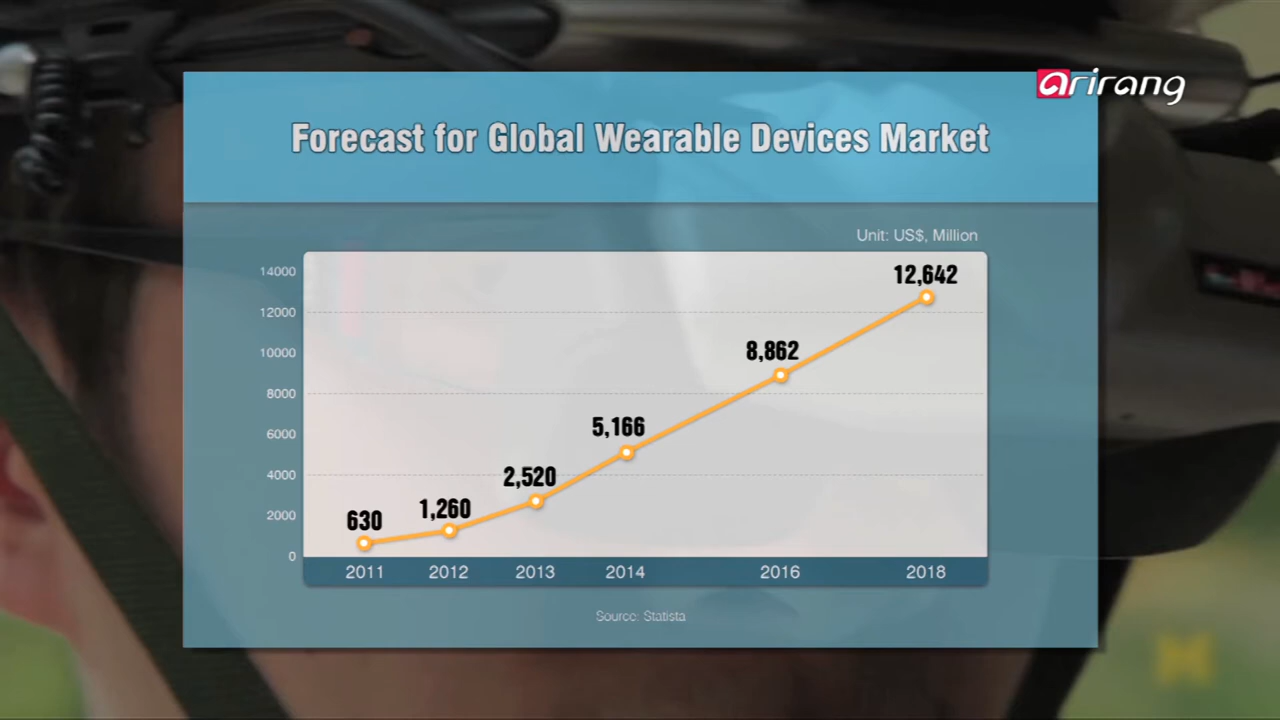 arirang
Forecast for Global Wearable Devices Market
Unit: US$, Million
14000
12000
10000
8000
6000
4000
2000
0
630
1,260
2,520
5,166
8,862
12,642
2011 2012 2013 2014 2016 2018
Source: Statista